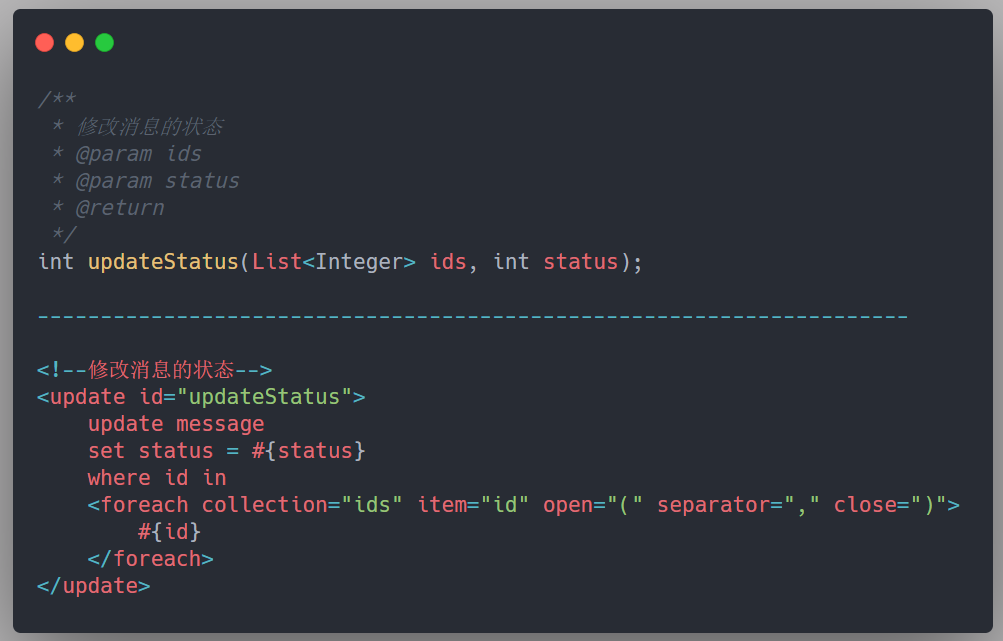 /**
 * 修改消息的状态
 * @param ids
 * @param status
 * @return
 */
int updateStatus(List<Integer> ids, int status);
---------------------------------------------------------------------
<!--修改消息的状态-->
<update id="updateStatus">
    update message
    set status = #{status}
    where id in
    <foreach collection="ids" item="id" open="(" separator="," close=")">
        #{id}
    </foreach>
</update>